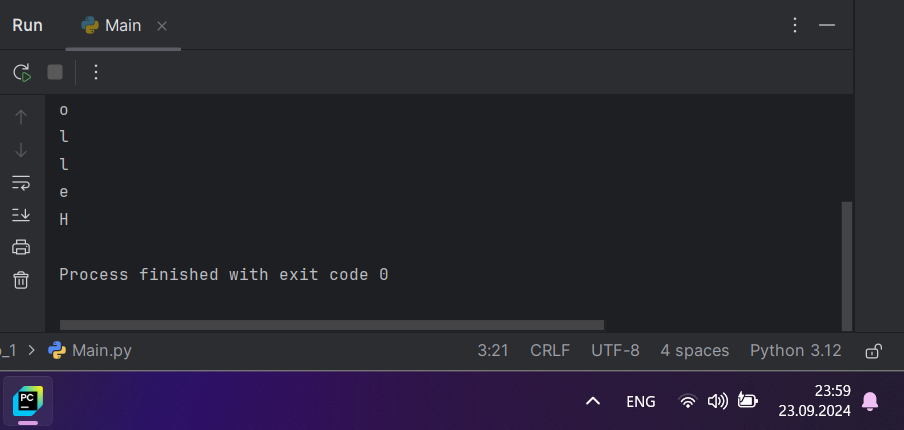 Run Main
o
l
l
e
H
Process finished with exit code 0
_1 Main.py 3:21 CRLF UTF-8 4 spaces Python 3.12
PC
ENG
23:59
23.09.2024